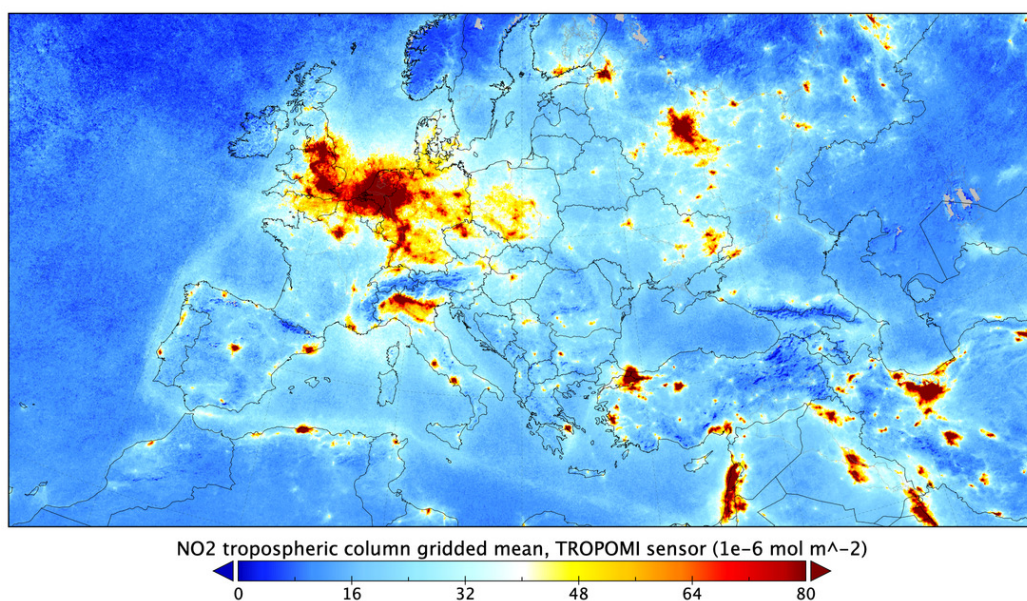 NO2 tropospheric column gridded mean, TROPOMI sensor (1e-6 mol m^-2)
0 16 32 48 64 80